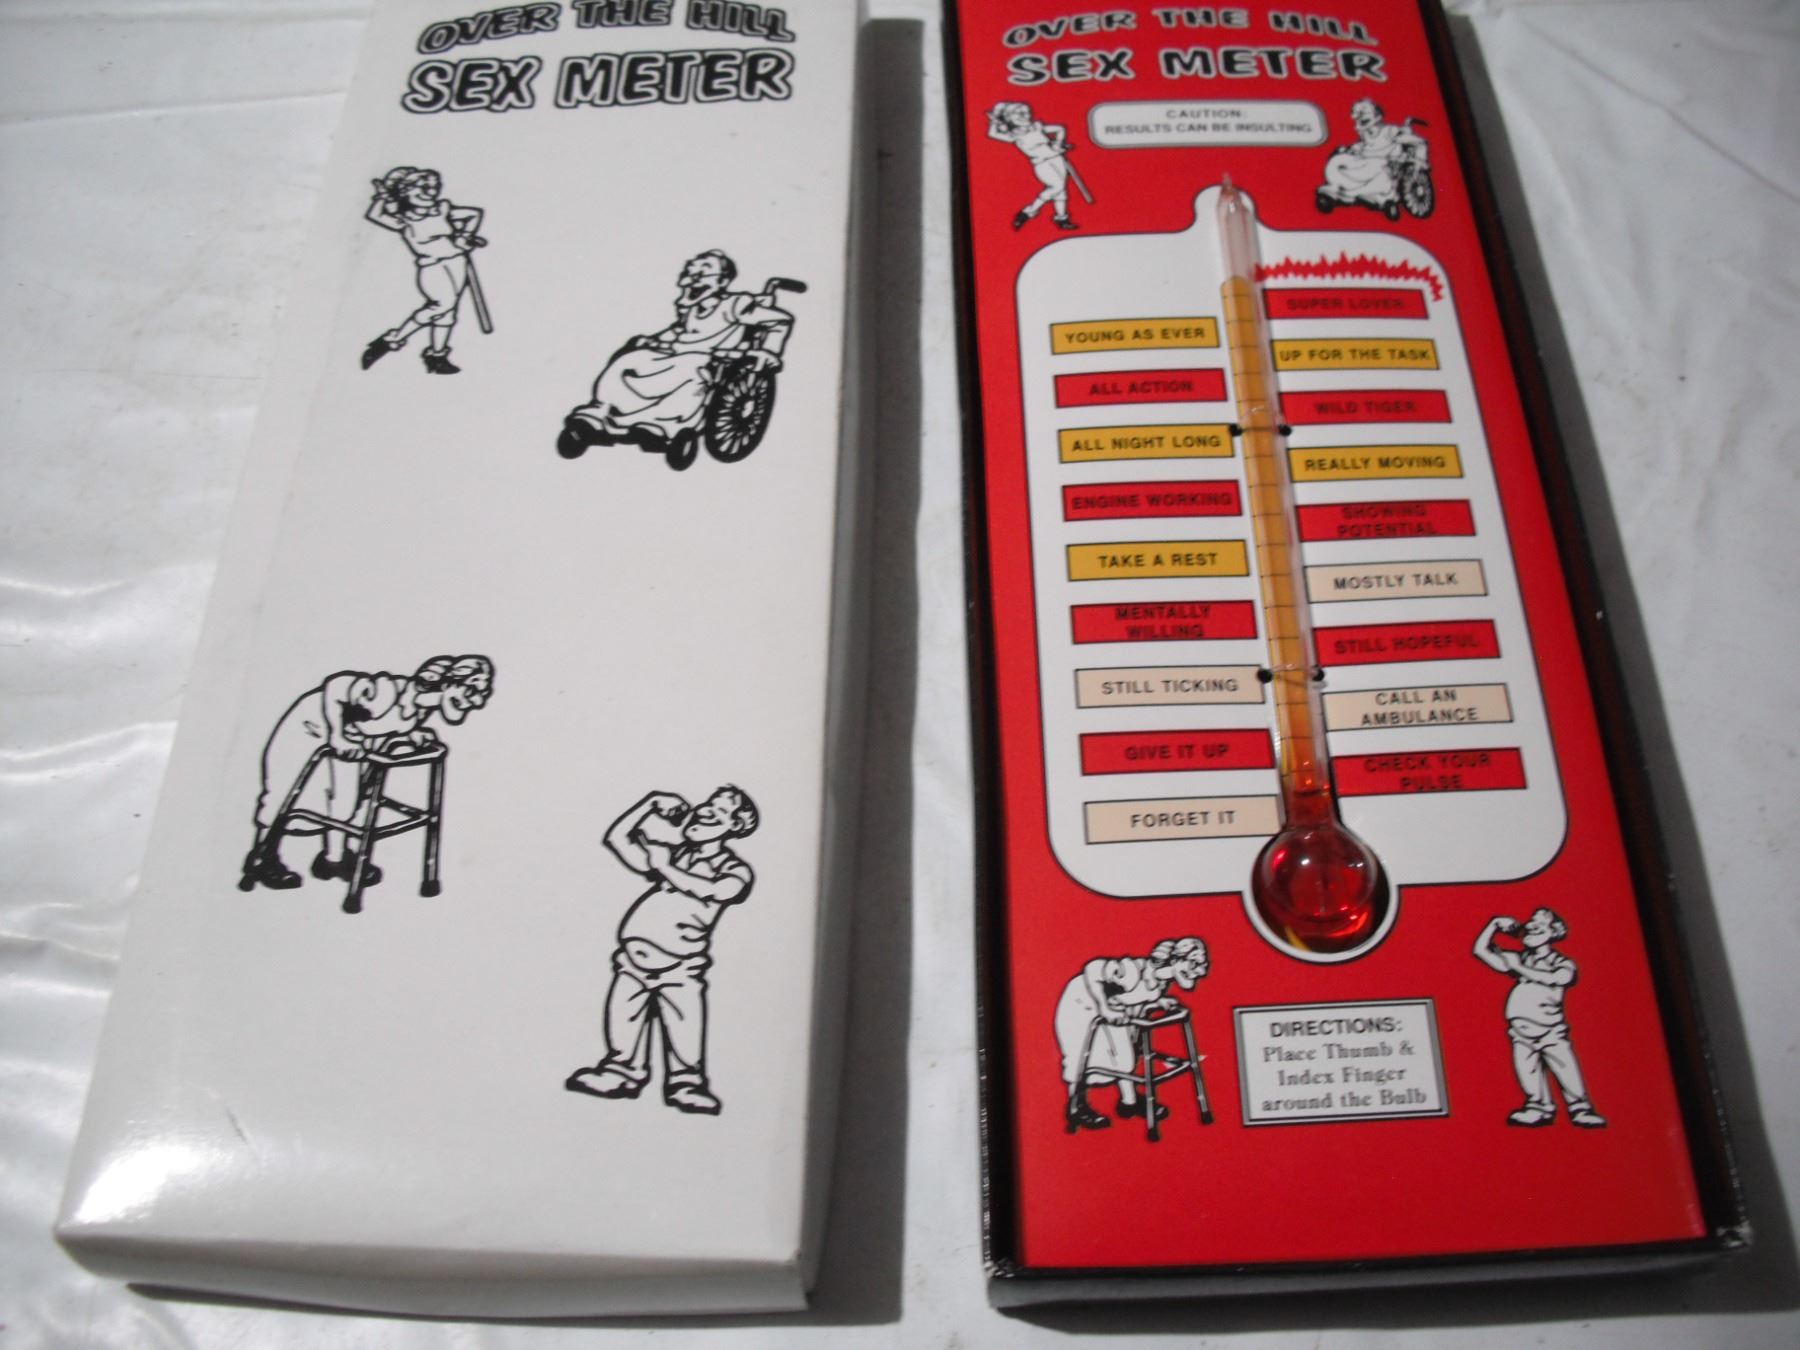 OVER THE HILL
SEX METER
OVER THE HILL
SEX METER
CAUTION:
RESULTS CAN BE INSULTING
SUPER LOVER
YOUNG AS EVER
UP FOR THE TASK
ALL ACTION
WILD TIGER
ALL NIGHT LONG
REALLY MOVING
ENGINE WORKING
SHOWING
POTENTIAL
TAKE A REST
MOSTLY TALK
MENTALLY
WILLING
STILL HOPEFUL
STILL TICKING
CALL AN
AMBULANCE
GIVE IT UP
CHECK YOUR
PULSE
FORGET IT
DIRECTIONS:
Place Thumb &
Index Finger
around the Bulb